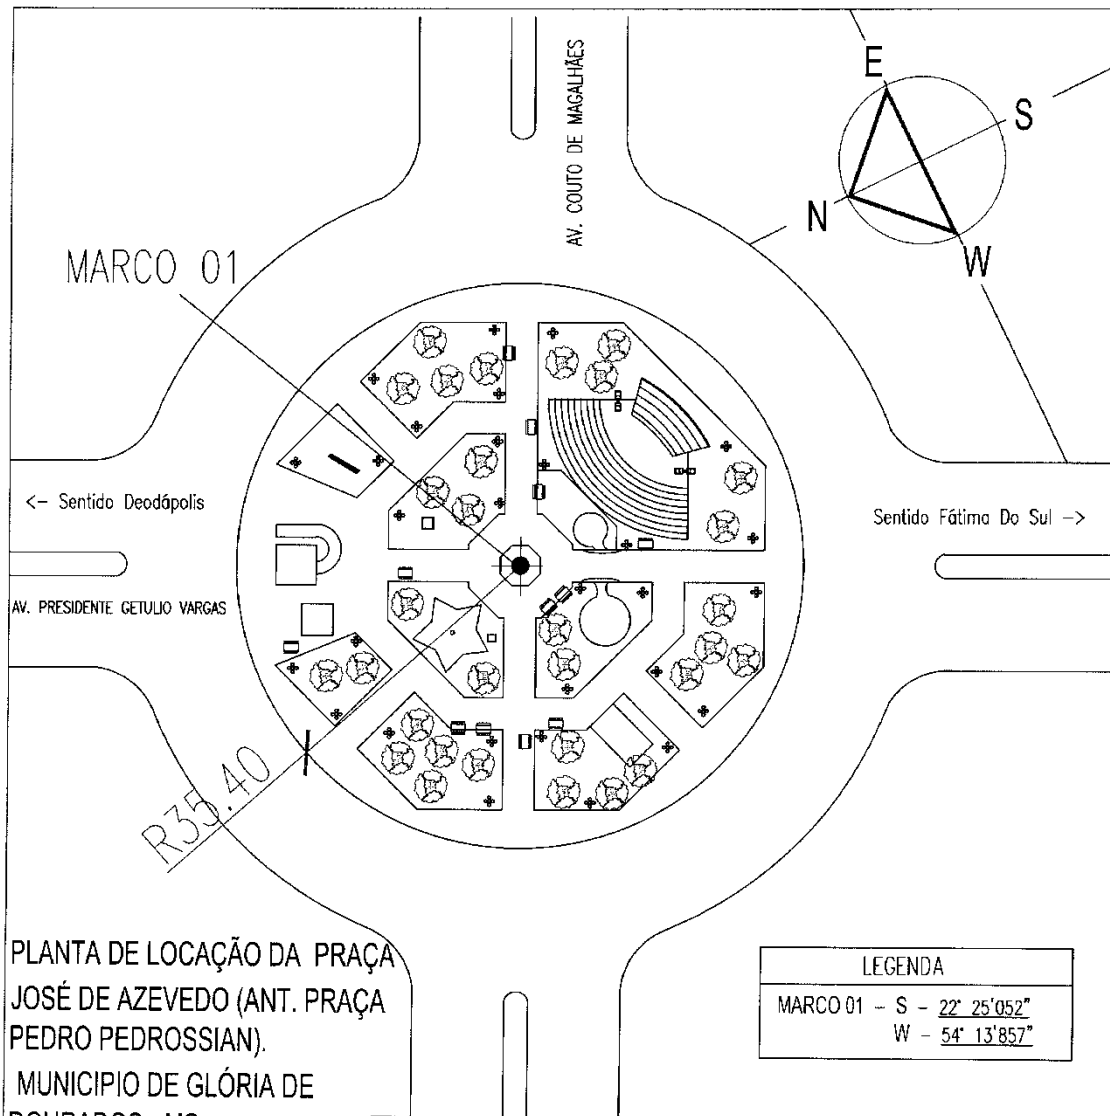 AV. COUTO DE MAGALHÃES
E
S
N
W
MARCO 01
<- Sentido Deodápolis
Sentido Fátima Do Sul ->
AV. PRESIDENTE GETULIO VARGAS
R35.40
PLANTA DE LOCAÇÃO DA PRAÇA
JOSÉ DE AZEVEDO (ANT. PRAÇA
PEDRO PEDROSSIAN).
MUNICIPIO DE GLÓRIA DE
LEGENDA
MARCO 01 - S - 22° 25'052"
W - 54° 13'857"